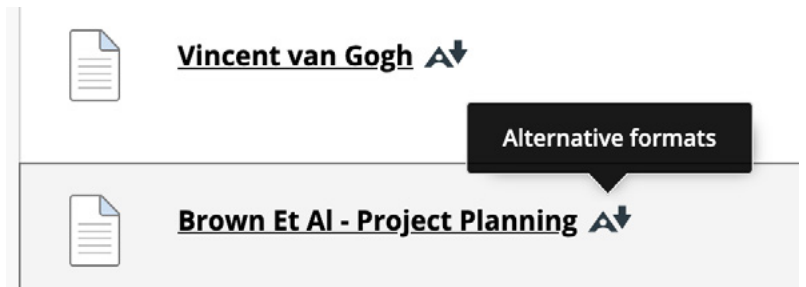 Vincent van Gogh
Alternative formats
Brown Et Al - Project Planning